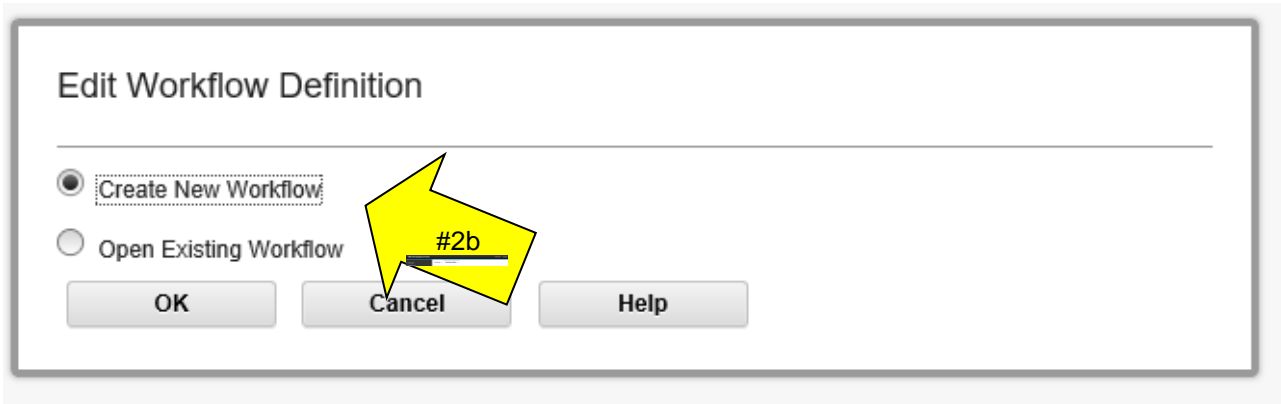 Edit Workflow Definition
Create New Workflow
Open Existing Workflow
#2b
OK Cancel Help